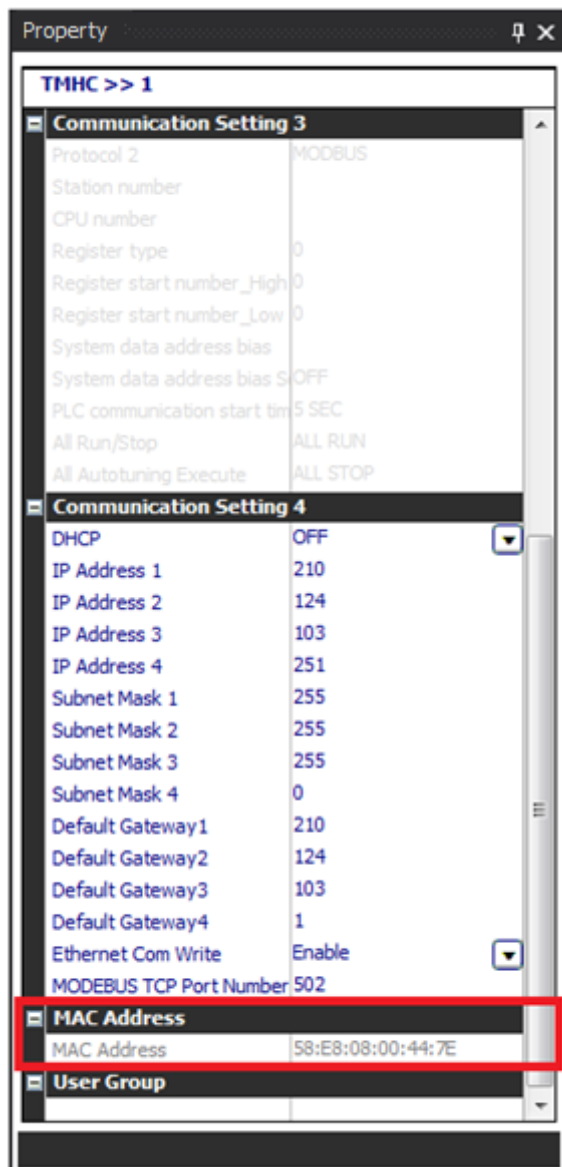 Property
TMHC >> 1
Communication Setting 3
Protocol 2 MODBUS
Station number
CPU number
Register type 0
Register start number_High 0
Register start number_Low 0
System data address bias
System data address bias S OFF
PLC communication start tim 5 SEC
All Run/Stop ALL RUN
All Autotuning Execute ALL STOP
Communication Setting 4
DHCP OFF
IP Address 1 210
IP Address 2 124
IP Address 3 103
IP Address 4 251
Subnet Mask 1 255
Subnet Mask 2 255
Subnet Mask 3 255
Subnet Mask 4 0
Default Gateway1 210
Default Gateway2 124
Default Gateway3 103
Default Gateway4 1
Ethernet Com Write Enable
MODEBUS TCP Port Number 502
MAC Address
MAC Address 58:E8:08:00:44:7E
User Group